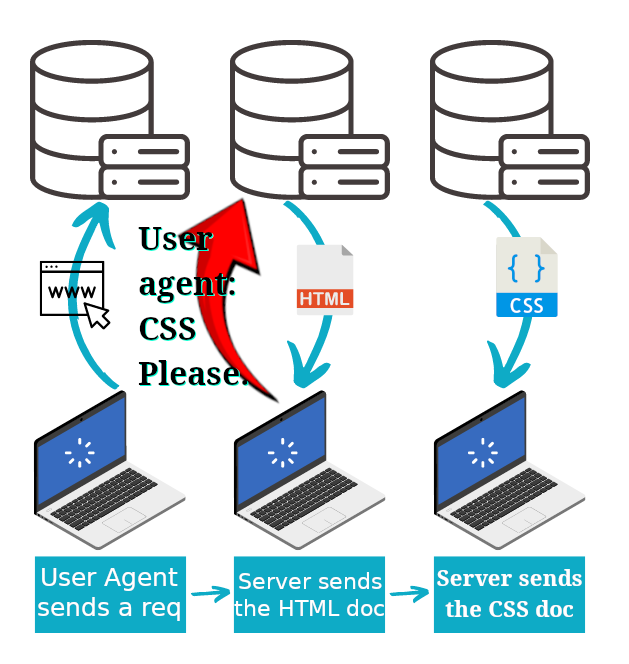 User
agent:
CSS
Please.
WWW
HTML
{ }
CSS
User Agent
sends a req
Server sends
the HTML doc
Server sends
the CSS doc